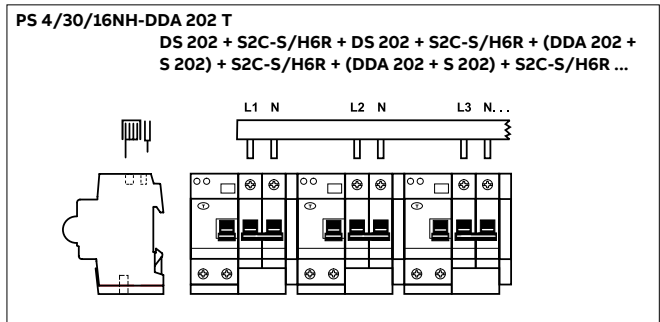 PS 4/30/16NH-DDA 202 T
DS 202 + S2C-S/H6R + DS 202 + S2C-S/H6R + (DDA 202 +
S 202) + S2C-S/H6R + (DDA 202 + S 202) + S2C-S/H6R ...
L1 N L2 N L3 N...